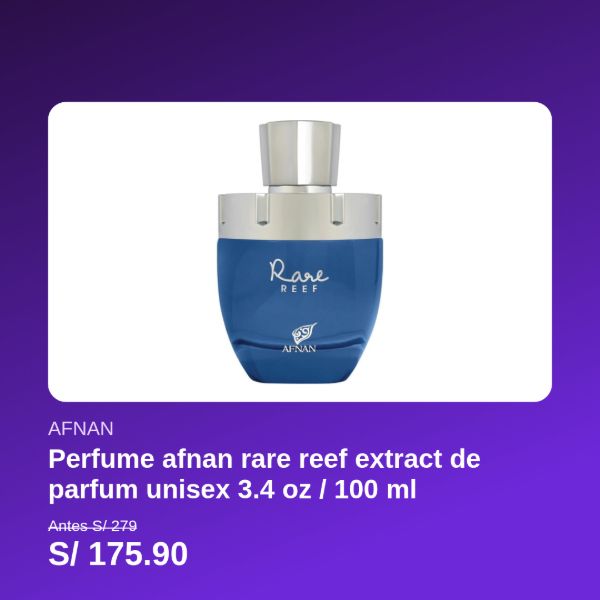 Rare
REEF
AFNAN
AFNAN
Perfume afnan rare reef extract de
parfum unisex 3.4 oz / 100 ml
Antes S/ 279
S/ 175.90